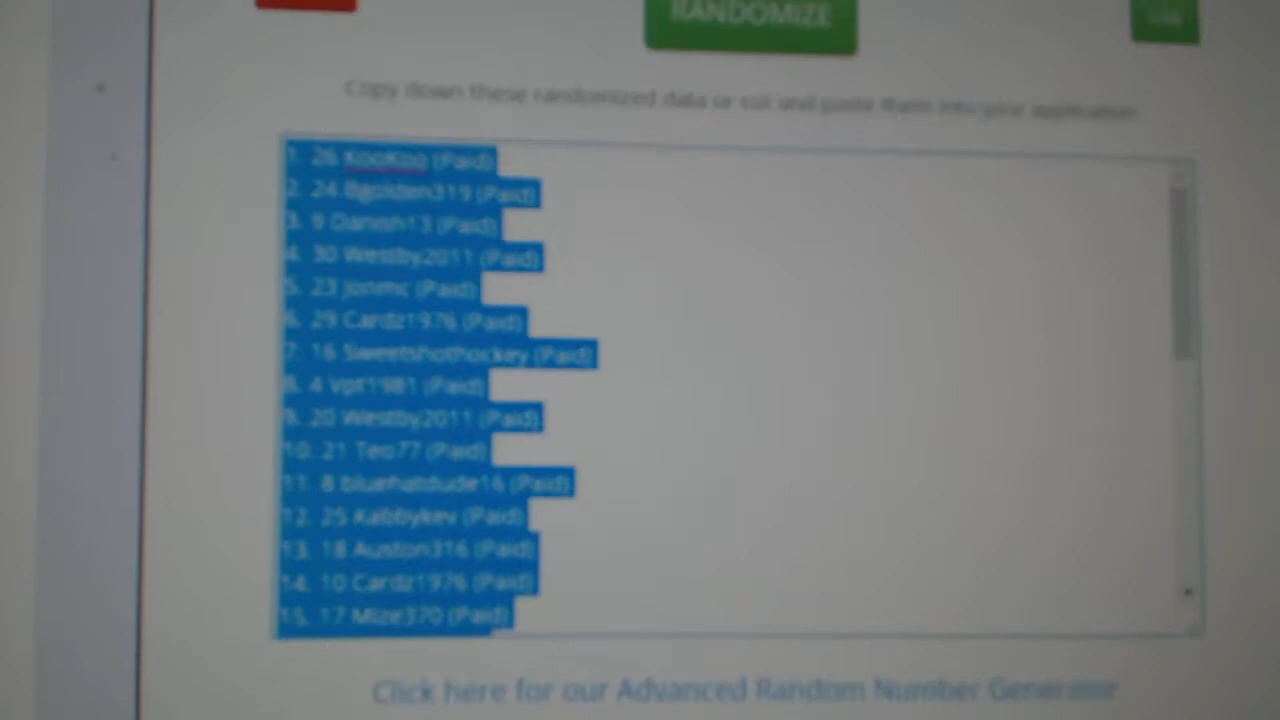 RANDOMIZE
Copy down these randomized data or cut and paste them into your application.
1. 26 KooKoo (Paid)
2. 24 Bgolden319 (Paid)
3. 9 Danish13 (Paid)
4. 30 Westby2011 (Paid)
5. 23 jonmc (Paid)
6. 29 Cardz1976 (Paid)
7. 16 Sweetshothockey (Paid)
8. 4 Vpt1981 (Paid)
9. 20 Westby2011 (Paid)
10. 21 Teo77 (Paid)
11. 8 bluehatdude16 (Paid)
12. 25 Kabbykev (Paid)
13. 18 Auston316 (Paid)
14. 10 Cardz1976 (Paid)
15. 17 Mize370 (Paid)
Click here for our Advanced Random Number Generator